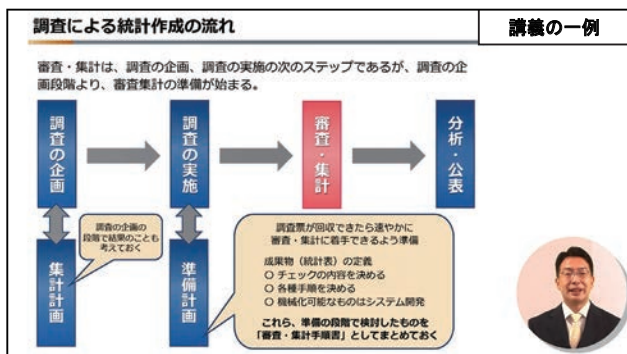 調査による統計作成の流れ
講義の一例
審査・集計は、調査の企画、調査の実施の次のステップであるが、調査の企
画段階より、審査集計の準備が始まる。
調査の企画
調査の実施
審査・集計
分析・公表
調査の企画の
段階で結果のことも
考えておく
集計計画
準備計画
調査票が回収できたら速やかに
審査・集計に着手できるよう準備
成果物（統計表）の定義
○ チェックの内容を決める
○ 各種手順を決める
○ 機械化可能なものはシステム開発
これら、準備の段階で検討したものを
「審査・集計手順書」としてまとめておく